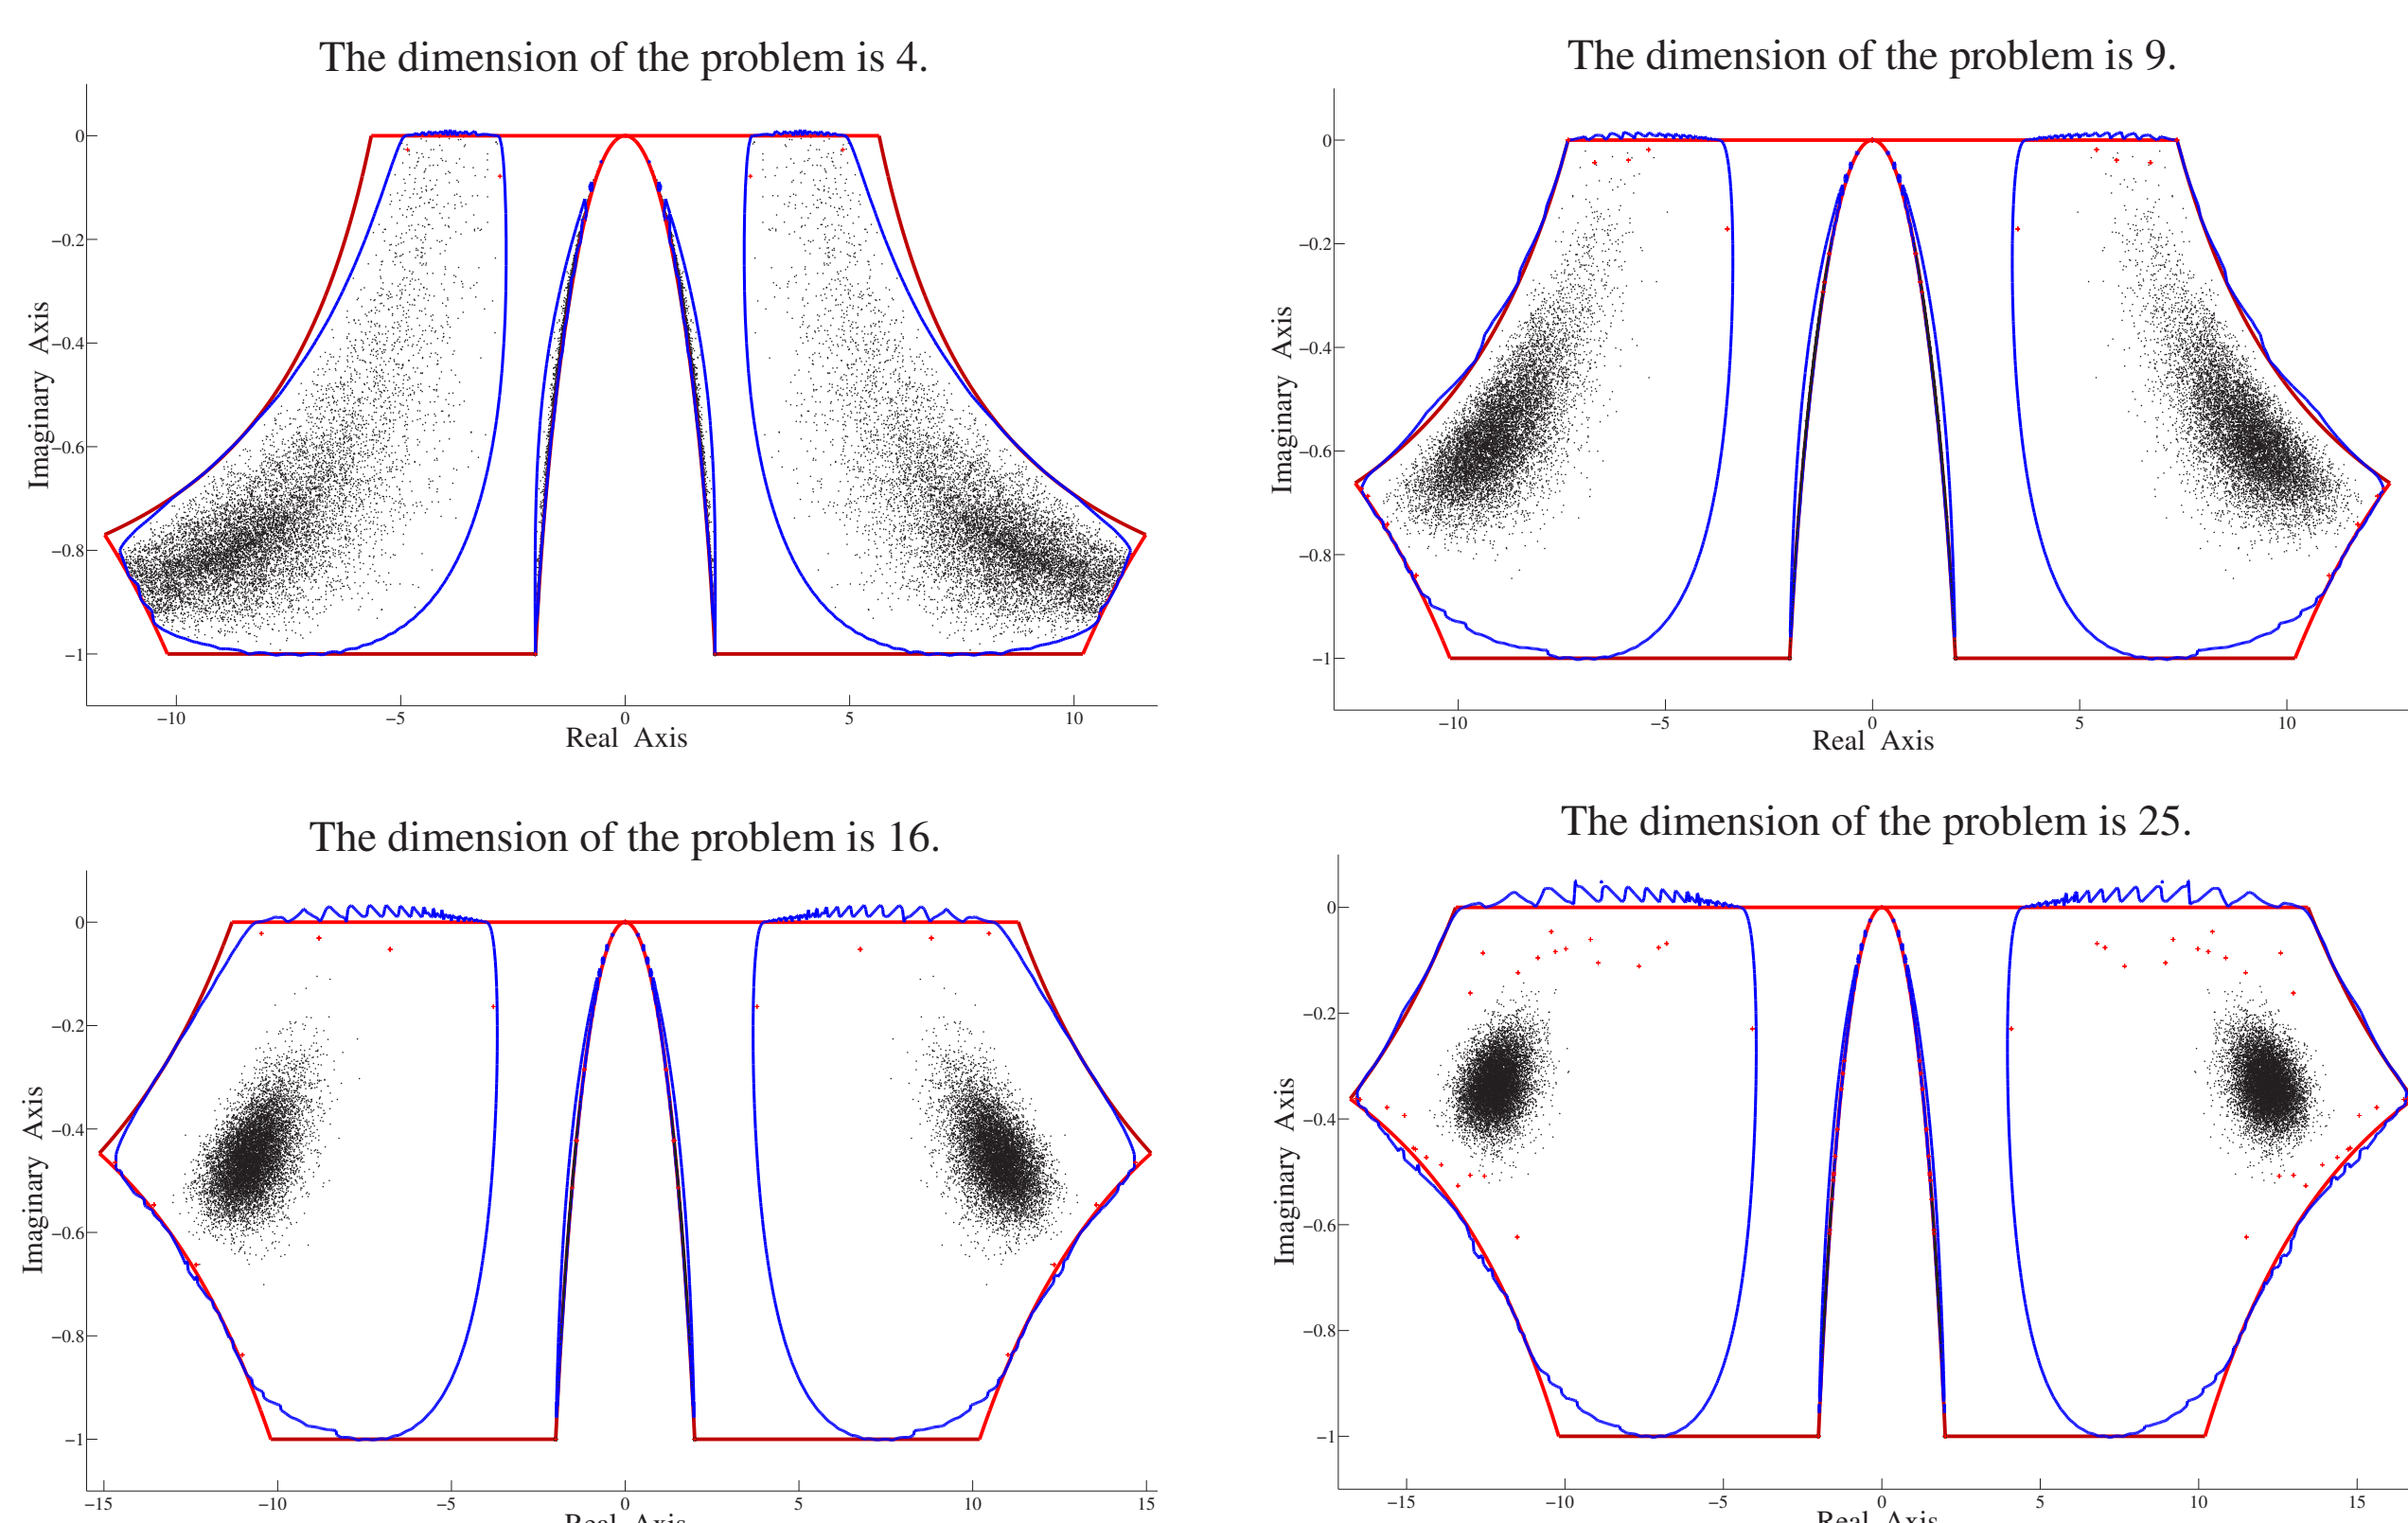 The dimension of the problem is 4.
0
−0.2
−0.4
−0.6
−0.8
−1
Imaginary Axis
−10 −5 0 5 10
Real Axis
The dimension of the problem is 9.
0
−0.2
−0.4
−0.6
−0.8
−1
Imaginary Axis
−10 −5 0 5 10
Real Axis
The dimension of the problem is 16.
0
−0.2
−0.4
−0.6
−0.8
−1
Imaginary Axis
−15 −10 −5 0 5 10 15
Real Axis
The dimension of the problem is 25.
0
−0.2
−0.4
−0.6
−0.8
−1
Imaginary Axis
−15 −10 −5 0 5 10 15
Real Axis